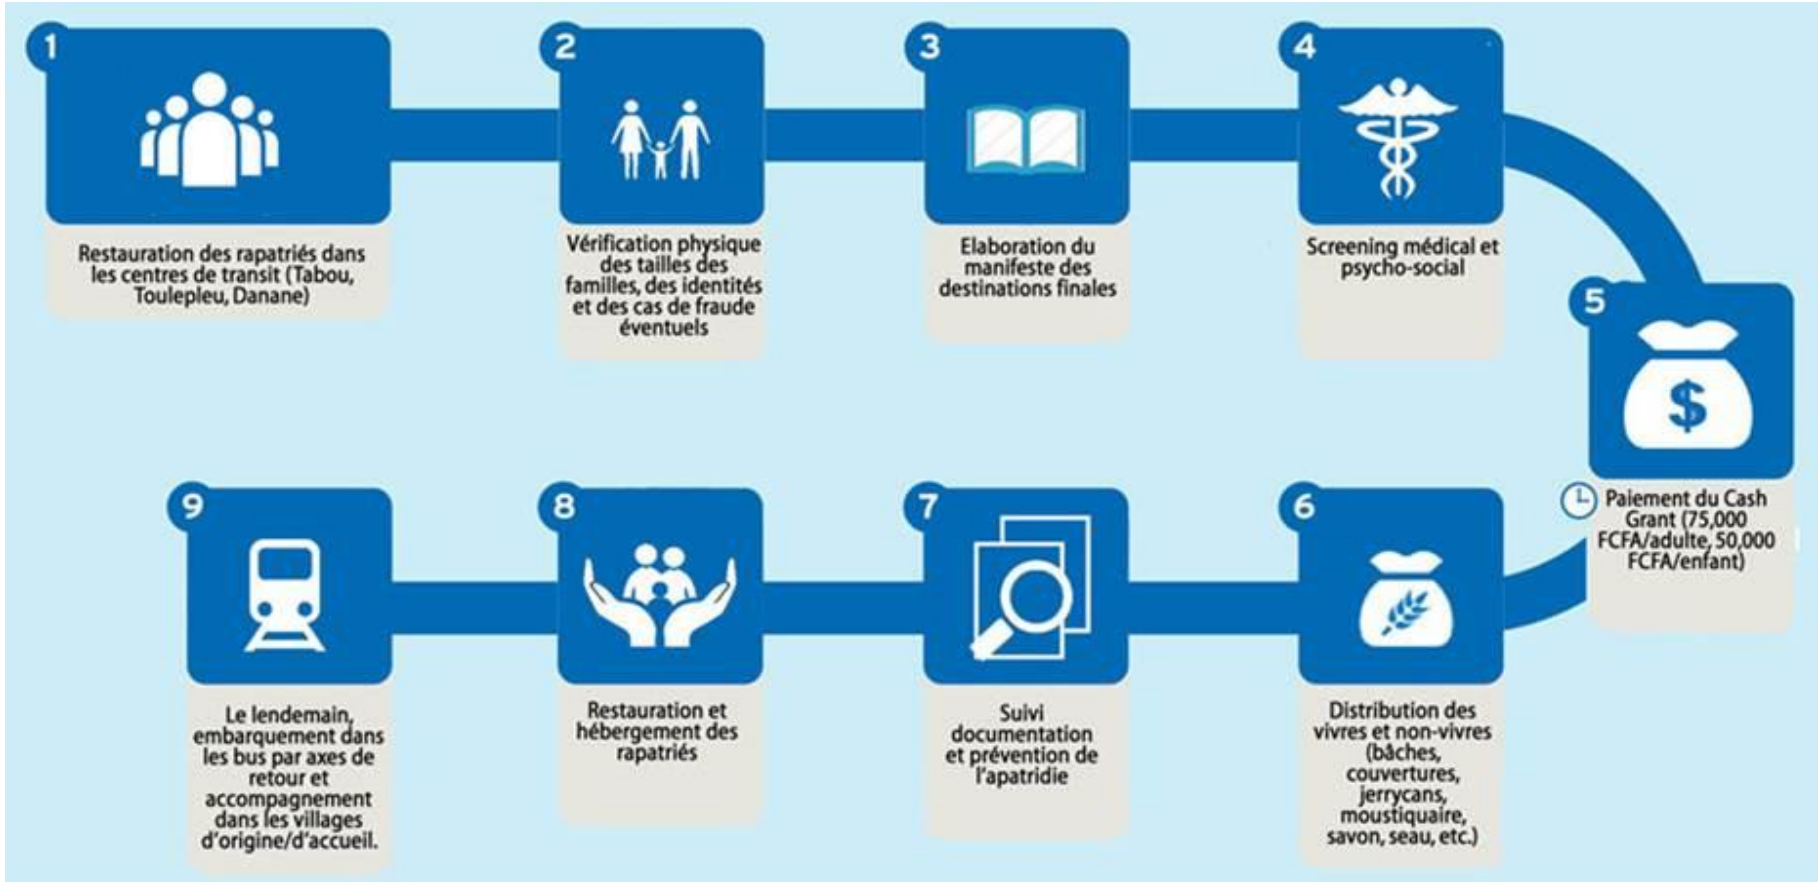 1
Restauration des rapatriés dans
les centres de transit (Tabou,
Toulepleu, Danane)
2
Vérification physique
des tailles des
familles, des identités
et des cas de fraude
éventuels
3
Elaboration du
manifeste des
destinations finales
4
Screening médical et
psycho-social
5
$
Paiement du Cash
Grant (75,000
FCFA/adulte, 50,000
FCFA/enfant)
6
Distribution des
vivres et non-vivres
(bâches,
couvertures,
jerrycans,
moustiquaire,
savon, seau, etc.)
7
Suivi
documentation
et prévention de
l'apatridie
8
Restauration et
hébergement des
rapatriés
9
Le lendemain,
embarquement dans
les bus par axes de
retour et
accompagnement
dans les villages
d'origine/d'accueil.